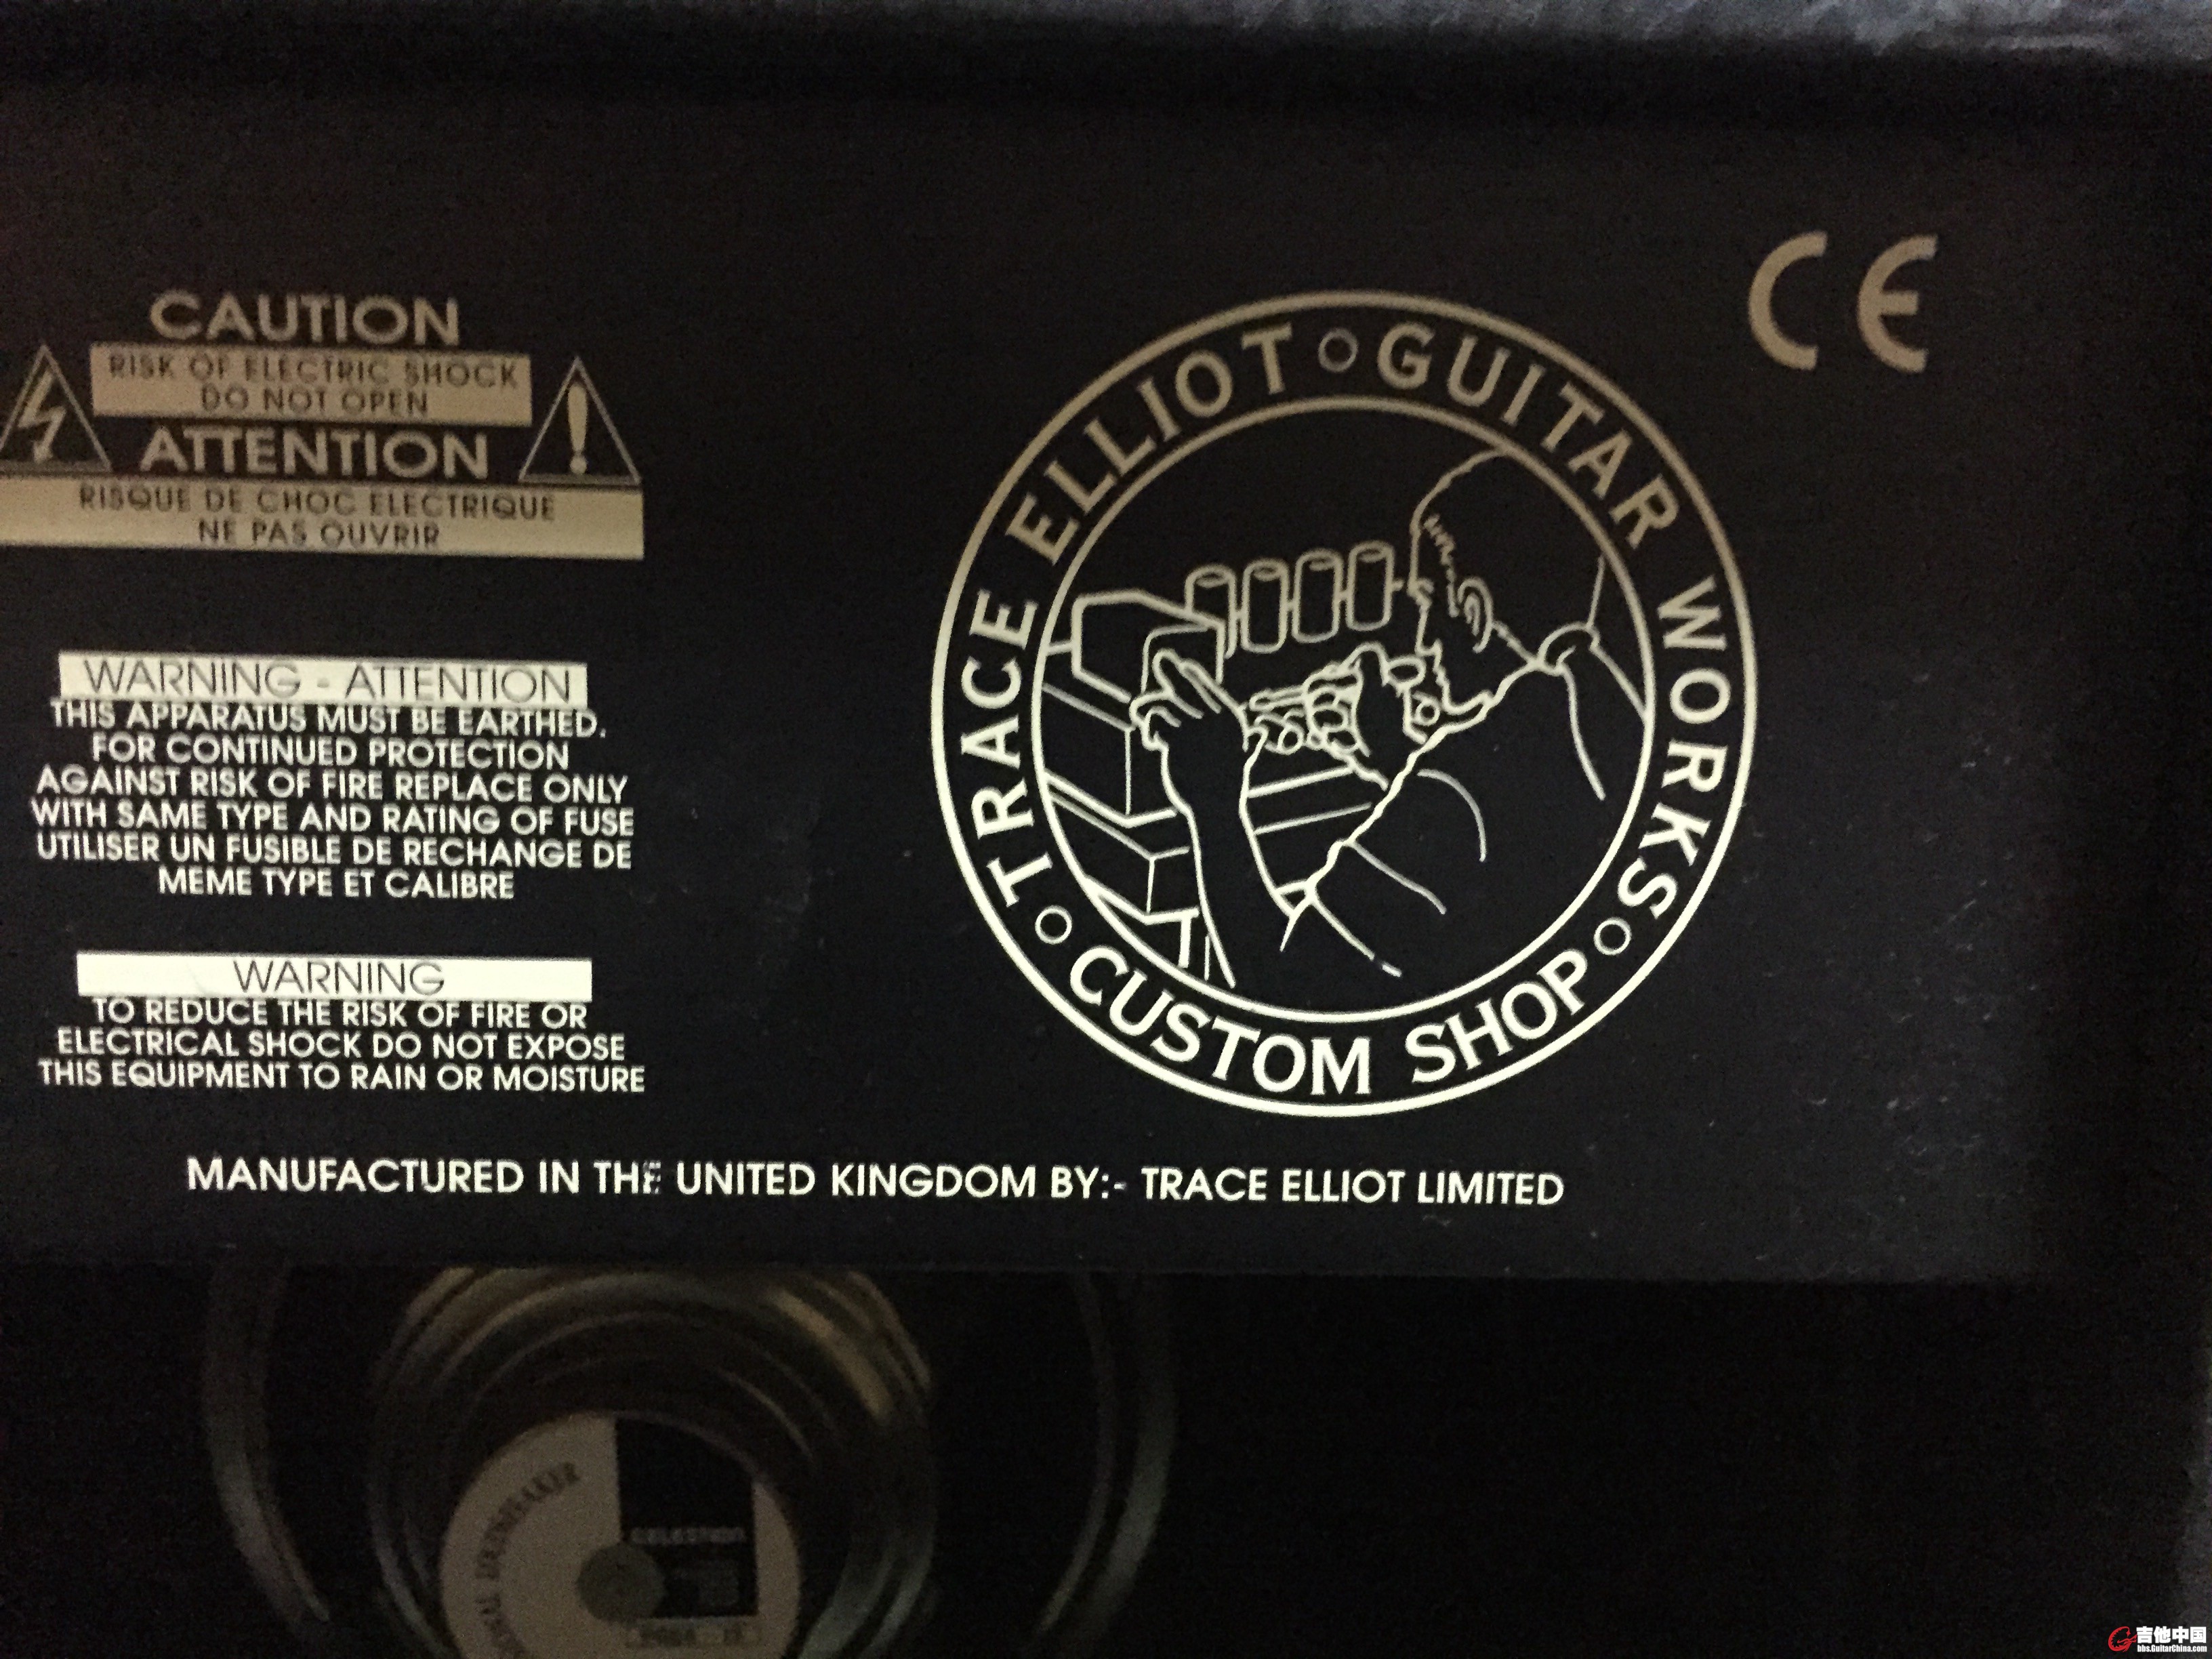 CAUTION
RISK OF ELECTRIC SHOCK
DO NOT OPEN
ATTENTION
RISQUE DE CHOC ELECTRIQUE
NE PAS OUVRIR
WARNING - ATTENTION
THIS APPARATUS MUST BE EARTHED.
FOR CONTINUED PROTECTION
AGAINST RISK OF FIRE REPLACE ONLY
WITH SAME TYPE AND RATING OF FUSE
UTILISER UN FUSIBLE DE RECHANGE DE
MEME TYPE ET CALIBRE
WARNING
TO REDUCE THE RISK OF FIRE OR
ELECTRICAL SHOCK DO NOT EXPOSE
THIS EQUIPMENT TO RAIN OR MOISTURE
CE
TRACE ELLIOT GUITAR WORKS
CUSTOM SHOP
MANUFACTURED IN THE UNITED KINGDOM BY:- TRACE ELLIOT LIMITED
CELESTION
吉他中国
bbs.GuitarChina.com